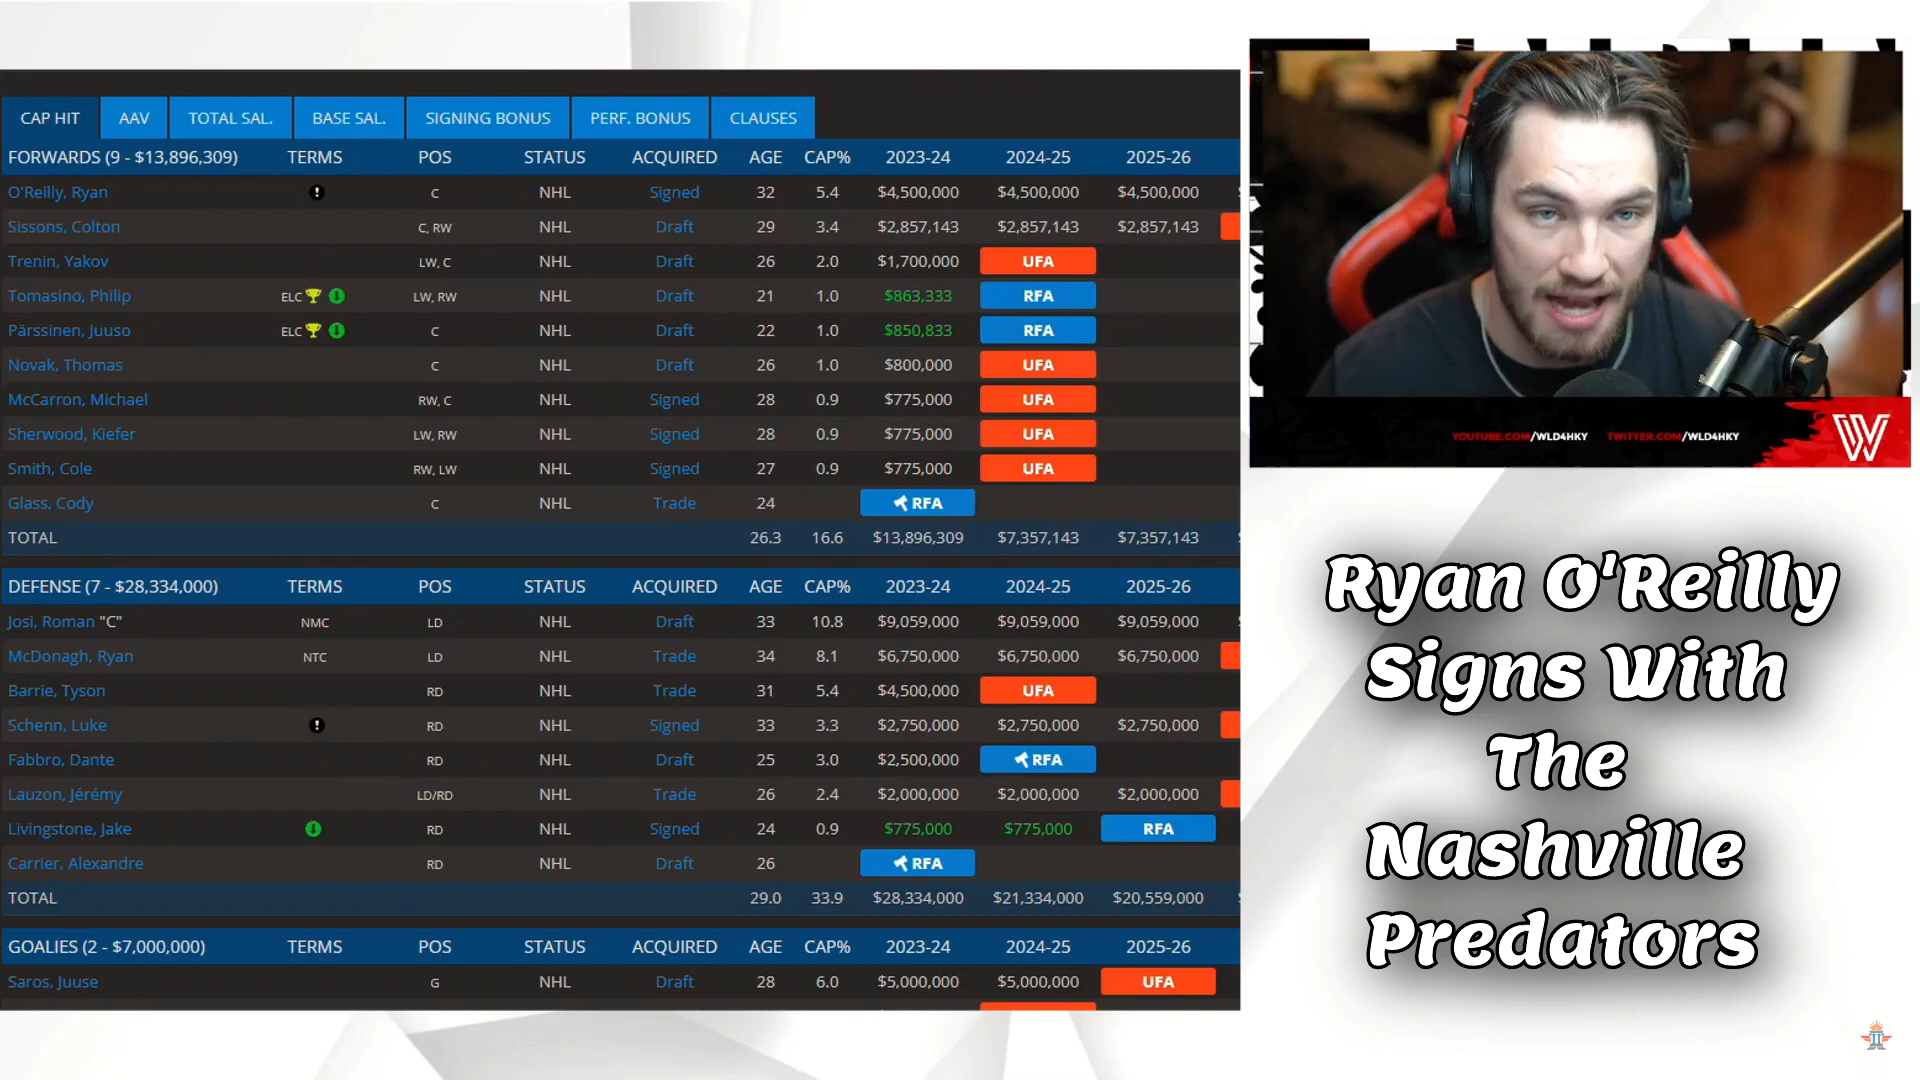 CAP HIT AAV TOTAL SAL. BASE SAL. SIGNING BONUS PERF. BONUS CLAUSES
FORWARDS (9 - $13,896,309) TERMS POS STATUS ACQUIRED AGE CAP% 2023-24 2024-25 2025-26
O'Reilly, Ryan C NHL Signed 32 5.4 $4,500,000 $4,500,000 $4,500,000
Sissons, Colton C, RW NHL Draft 29 3.4 $2,857,143 $2,857,143 $2,857,143
Trenin, Yakov LW, C NHL Draft 26 2.0 $1,700,000 UFA
Tomasino, Philip ELC LW, RW NHL Draft 21 1.0 $863,333 RFA
Pärssinen, Juuso ELC C NHL Draft 22 1.0 $850,833 RFA
Novak, Thomas C NHL Draft 26 1.0 $800,000 UFA
McCarron, Michael RW, C NHL Signed 28 0.9 $775,000 UFA
Sherwood, Kiefer LW, RW NHL Signed 28 0.9 $775,000 UFA
Smith, Cole RW, LW NHL Signed 27 0.9 $775,000 UFA
Glass, Cody C NHL Trade 24 RFA
TOTAL 26.3 16.6 $13,896,309 $7,357,143 $7,357,143
DEFENSE (7 - $28,334,000) TERMS POS STATUS ACQUIRED AGE CAP% 2023-24 2024-25 2025-26
Josi, Roman "C" NMC LD NHL Draft 33 10.8 $9,059,000 $9,059,000 $9,059,000
McDonagh, Ryan NTC LD NHL Trade 34 8.1 $6,750,000 $6,750,000 $6,750,000
Barrie, Tyson RD NHL Trade 31 5.4 $4,500,000 UFA
Schenn, Luke RD NHL Signed 33 3.3 $2,750,000 $2,750,000 $2,750,000
Fabbro, Dante RD NHL Draft 25 3.0 $2,500,000 RFA
Lauzon, Jérémy LD/RD NHL Trade 26 2.4 $2,000,000 $2,000,000 $2,000,000
Livingstone, Jake RD NHL Signed 24 0.9 $775,000 $775,000 RFA
Carrier, Alexandre RD NHL Draft 26 RFA
TOTAL 29.0 33.9 $28,334,000 $21,334,000 $20,559,000
GOALIES (2 - $7,000,000) TERMS POS STATUS ACQUIRED AGE CAP% 2023-24 2024-25 2025-26
Saros, Juuse G NHL Draft 28 6.0 $5,000,000 $5,000,000 UFA
YOUTUBE.COM/WLD4HKY TWITTER.COM/WLD4HKY W
Ryan O'Reilly
Signs With
The
Nashville
Predators